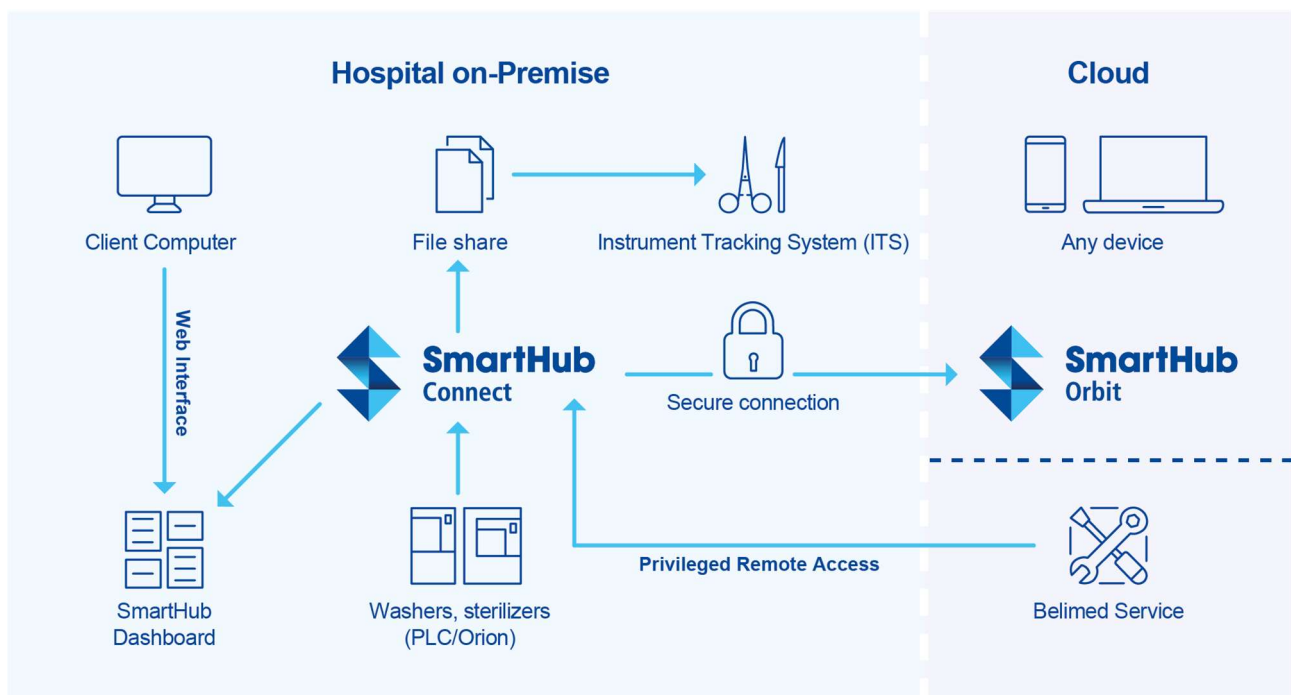 Hospital on-Premise
Cloud
Client Computer
File share
Instrument Tracking System (ITS)
Any device
Web Interface
SmartHub
Connect
Secure connection
SmartHub
Orbit
Privileged Remote Access
SmartHub
Dashboard
Washers, sterilizers
(PLC/Orion)
Belimed Service